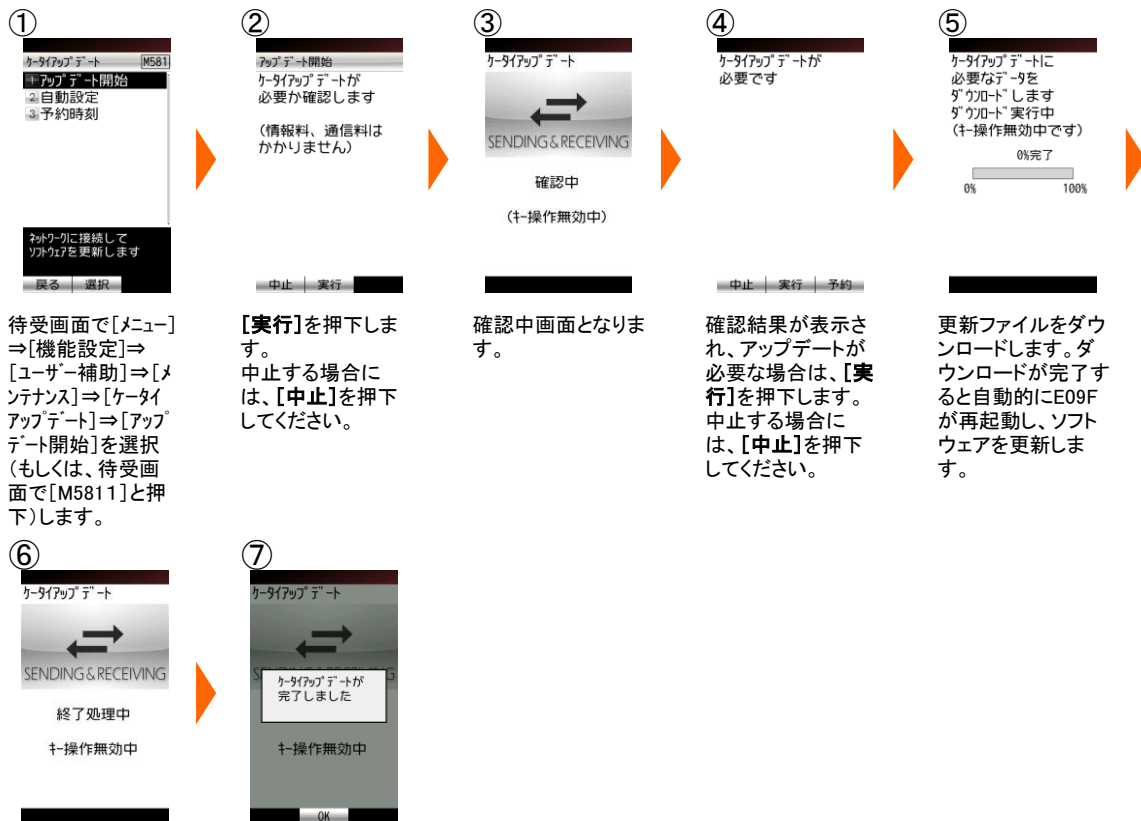 ①
ケータイアップデート M581
1 アップデート開始
2 自動設定
3 予約時刻
ネットワークに接続して
ソフトウェアを更新します
戻る 選択
待受画面で[メニュー]
⇒[機能設定]⇒
[ユーザー補助]⇒[メ
ンテナンス]⇒[ケータイ
アップデート]⇒[アップ
デート開始]を選択
(もしくは、待受画
面で[M5811]と押
下)します。
②
アップデート開始
ケータイアップデートが
必要か確認します
(情報料、通信料は
かかりません)
中止 実行
[実行]を押下しま
す。
中止する場合に
は、[中止]を押下
してください。
③
ケータイアップデート
SENDING&RECEIVING
確認中
(キー操作無効中)
確認中画面となりま
す。
④
ケータイアップデートが
必要です
中止 実行 予約
確認結果が表示さ
れ、アップデートが
必要な場合は、[実
行]を押下します。
中止する場合に
は、[中止]を押下
してください。
⑤
ケータイアップデートに
必要なデータを
ダウンロードします
ダウンロード実行中
(キー操作無効中です)
0%完了
0% 100%
更新ファイルをダウ
ンロードします。ダ
ウンロードが完了す
ると自動的にE09F
が再起動し、ソフト
ウェアを更新しま
す。
⑥
ケータイアップデート
SENDING&RECEIVING
終了処理中
キー操作無効中
⑦
ケータイアップデート
ケータイアップデートが
完了しました
キー操作無効中
OK